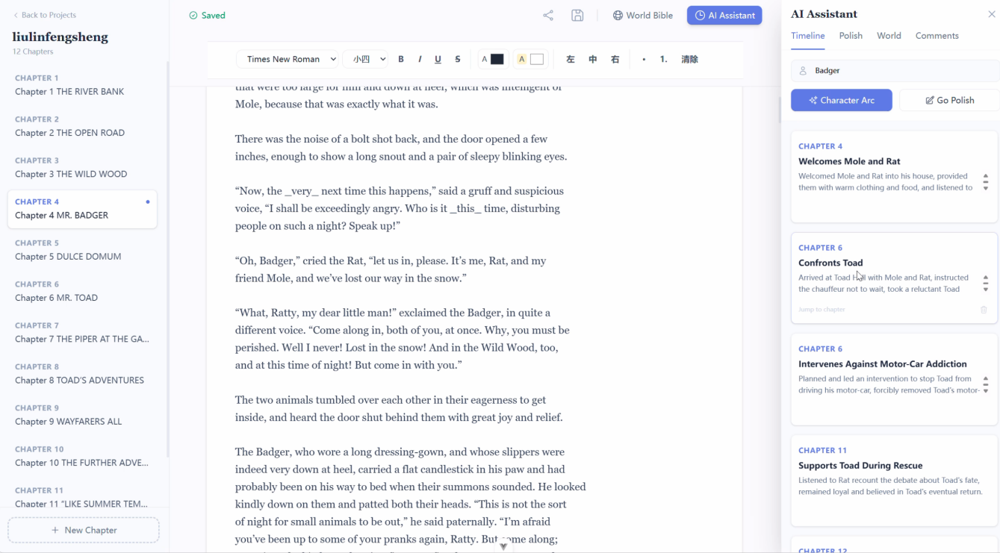 Back to Projects
liulinfengsheng
12 Chapters
CHAPTER 1
Chapter 1 THE RIVER BANK
CHAPTER 2
Chapter 2 THE OPEN ROAD
CHAPTER 3
Chapter 3 THE WILD WOOD
CHAPTER 4
Chapter 4 MR. BADGER
CHAPTER 5
Chapter 5 DULCE DOMUM
CHAPTER 6
Chapter 6 MR. TOAD
CHAPTER 7
Chapter 7 THE PIPER AT THE GA...
CHAPTER 8
Chapter 8 TOAD'S ADVENTURES
CHAPTER 9
Chapter 9 WAYFARERS ALL
CHAPTER 10
Chapter 10 THE FURTHER ADVE...
CHAPTER 11
Chapter 11 "LIKE SUMMER TEM...
+ New Chapter
Saved
World Bible
AI Assistant
Times New Roman 小四 B I U S A A 左 中 右 • 1. 清除
that were too large for him and down at heel, which was intelligent of
Mole, because that was exactly what it was.
There was the noise of a bolt shot back, and the door opened a few
inches, enough to show a long snout and a pair of sleepy blinking eyes.
“Now, the _very_ next time this happens,” said a gruff and suspicious
voice, “I shall be exceedingly angry. Who is it _this_ time, disturbing
people on such a night? Speak up!”
“Oh, Badger,” cried the Rat, “let us in, please. It’s me, Rat, and my
friend Mole, and we’ve lost our way in the snow.”
“What, Ratty, my dear little man!” exclaimed the Badger, in quite a
different voice. “Come along in, both of you, at once. Why, you must be
perished. Well I never! Lost in the snow! And in the Wild Wood, too,
and at this time of night! But come in with you.”
The two animals tumbled over each other in their eagerness to get
inside, and heard the door shut behind them with great joy and relief.
The Badger, who wore a long dressing-gown, and whose slippers were
indeed very down at heel, carried a flat candlestick in his paw and had
probably been on his way to bed when their summons sounded. He looked
kindly down on them and patted both their heads. “This is not the sort
of night for small animals to be out,” he said paternally. “I’m afraid
you’ve been up to some of your pranks again, Ratty. But come along;
AI Assistant
Timeline Polish World Comments
Badger
Character Arc
Go Polish
CHAPTER 4
Welcomes Mole and Rat
Welcomed Mole and Rat into his house, provided
them with warm clothing and food, and listened to
CHAPTER 6
Confronts Toad
Arrived at Toad Hall with Mole and Rat, instructed
the chauffeur not to wait, took a reluctant Toad
Jump to chapter
CHAPTER 6
Intervenes Against Motor-Car Addiction
Planned and led an intervention to stop Toad from
driving his motor-car, forcibly removed Toad's motor-
CHAPTER 11
Supports Toad During Rescue
Listened to Rat recount the debate about Toad's fate,
remained loyal and believed in Toad's eventual return.
CHAPTER 12